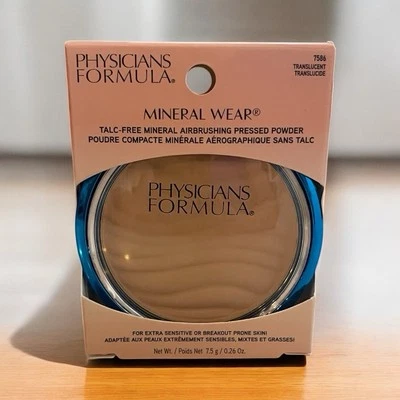 PHYSICIANS
FORMULA®
7586
TRANSLUCENT
TRANSLUCIDE
MINERAL WEAR®
TALC-FREE MINERAL AIRBRUSHING PRESSED POWDER
POUDRE COMPACTE MINÉRALE AÉROGRAPHIQUE SANS TALC
PHYSICIANS
FORMULA®
FOR EXTRA SENSITIVE OR BREAKOUT PRONE SKIN!
ADAPTÉE AUX PEAUX EXTRÊMEMENT SENSIBLES, MIXTES ET GRASSES!
Net Wt. / Poids Net 7.5 g / 0.26 Oz.